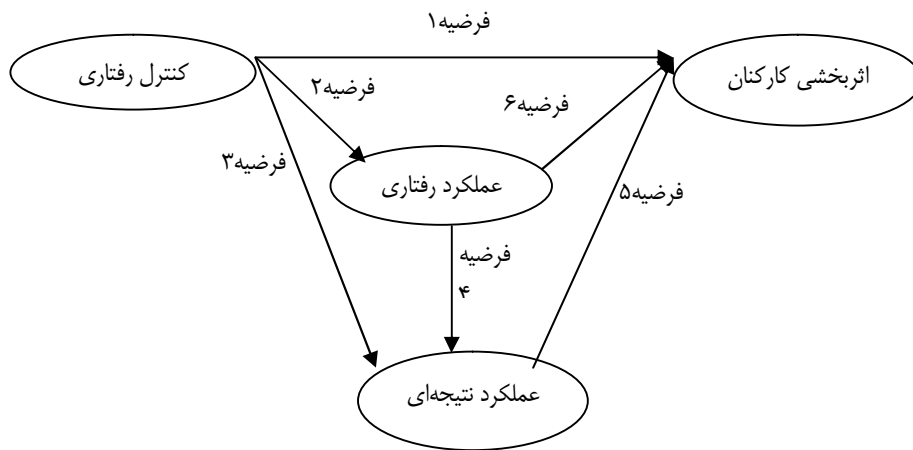 فرضیه۱
اثربخشی کارکنان
کنترل رفتاری
فرضیه۶
فرضیه۲
فرضیه۳
عملکرد رفتاری
فرضیه۵
فرضیه
۴
عملکرد نتیجه‌ای